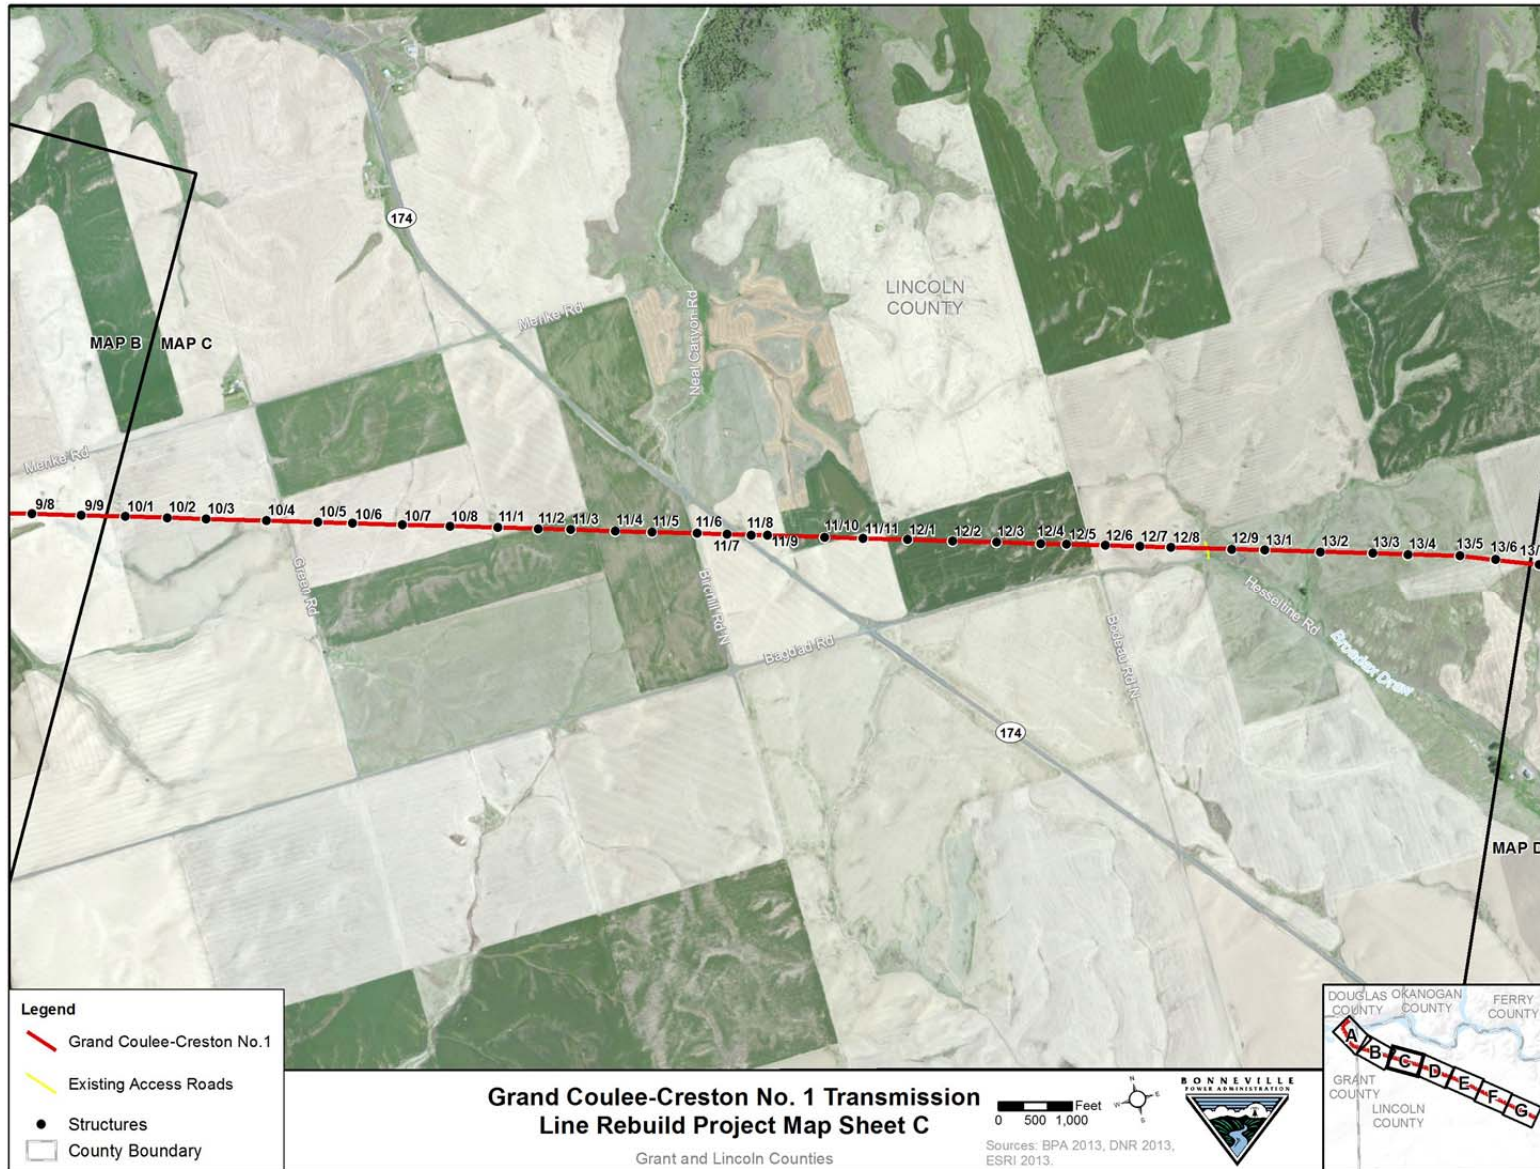 174
LINCOLN
COUNTY
Menke Rd
Neal Canyon Rd
MAP B
MAP C
Menke Rd
9/8
9/9
10/1
10/2
10/3
10/4
10/5
10/6
10/7
10/8
11/1
11/2
11/3
11/4
11/5
11/6
11/7
11/8
11/9
11/10
11/11
12/1
12/2
12/3
12/4
12/5
12/6
12/7
12/8
12/9
13/1
13/2
13/3
13/4
13/5
13/6
13/
Green Rd
Birchill Rd N
Bagdad Rd
Bodeau Rd N
Hesseltine Rd
Broadax Draw
174
MAP D
Legend
Grand Coulee-Creston No.1
Existing Access Roads
Structures
County Boundary
Grand Coulee-Creston No. 1 Transmission
Line Rebuild Project Map Sheet C
Grant and Lincoln Counties
Feet
0 500 1,000
N
W E
S
Sources: BPA 2013, DNR 2013,
ESRI 2013.
BONNEVILLE
POWER ADMINISTRATION
DOUGLAS
COUNTY
OKANOGAN
COUNTY
FERRY
COUNTY
A
B
C
D
E
F
G
GRANT
COUNTY
LINCOLN
COUNTY